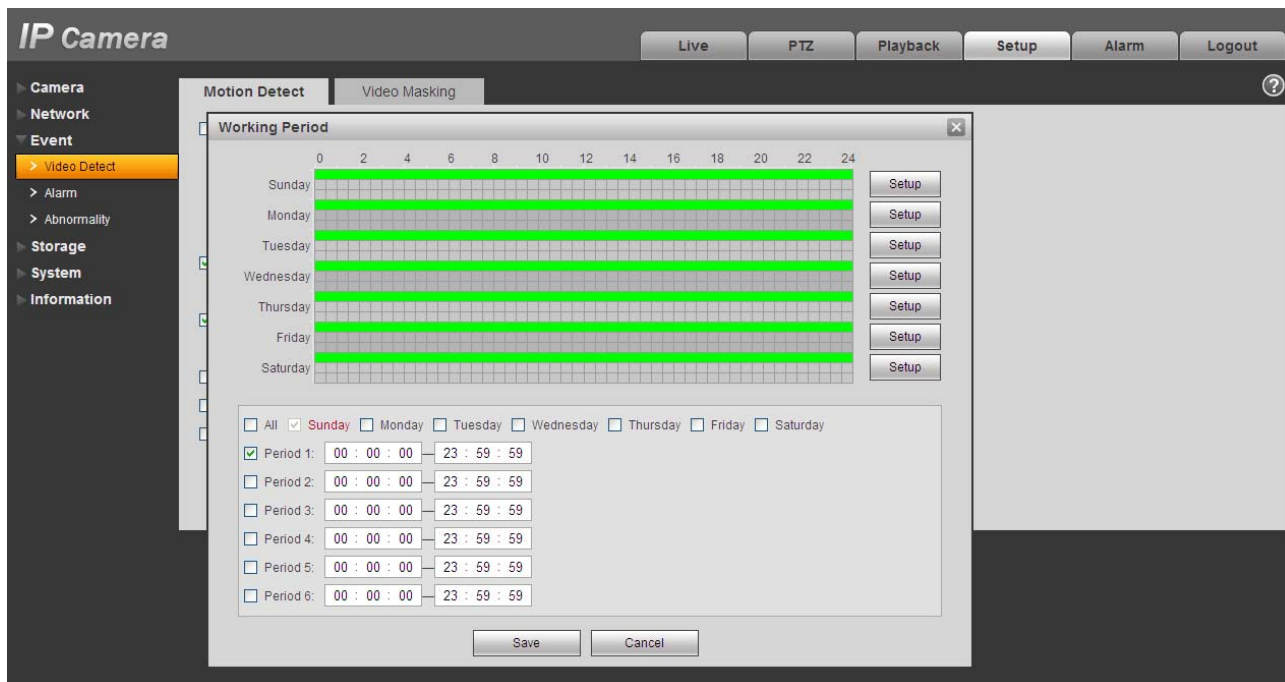 IP Camera
Live PTZ Playback Setup Alarm Logout
Camera
Network
Event
> Video Detect
> Alarm
> Abnormality
Storage
System
Information
Motion Detect Video Masking ?
Working Period
0 2 4 6 8 10 12 14 16 18 20 22 24
Sunday Setup
Monday Setup
Tuesday Setup
Wednesday Setup
Thursday Setup
Friday Setup
Saturday Setup
All Sunday Monday Tuesday Wednesday Thursday Friday Saturday
Period 1: 00 : 00 : 00 — 23 : 59 : 59
Period 2: 00 : 00 : 00 — 23 : 59 : 59
Period 3: 00 : 00 : 00 — 23 : 59 : 59
Period 4: 00 : 00 : 00 — 23 : 59 : 59
Period 5: 00 : 00 : 00 — 23 : 59 : 59
Period 6: 00 : 00 : 00 — 23 : 59 : 59
Save Cancel